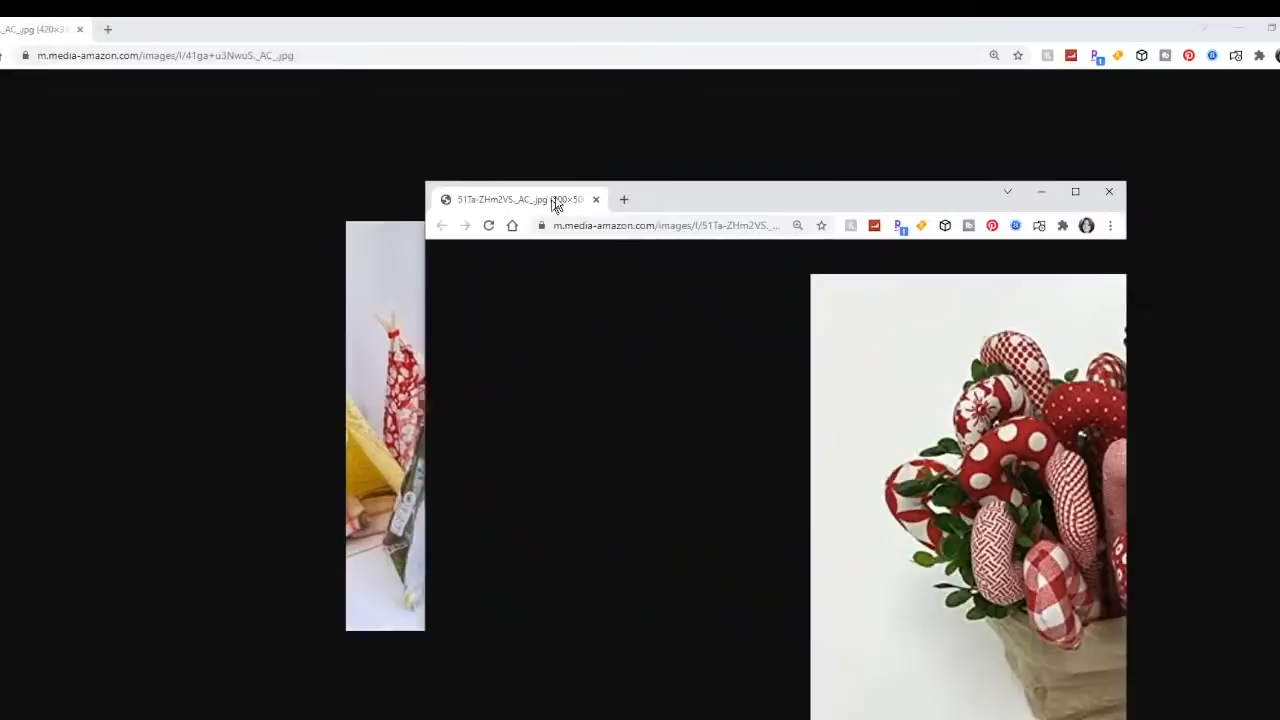 _AC_.jpg (420×3
m.media-amazon.com/images/I/41ga+u3NwuS._AC_.jpg
51Ta-ZHm2VS._AC_.jpg (
m.media-amazon.com/images/I/51Ta-ZHm2VS._...